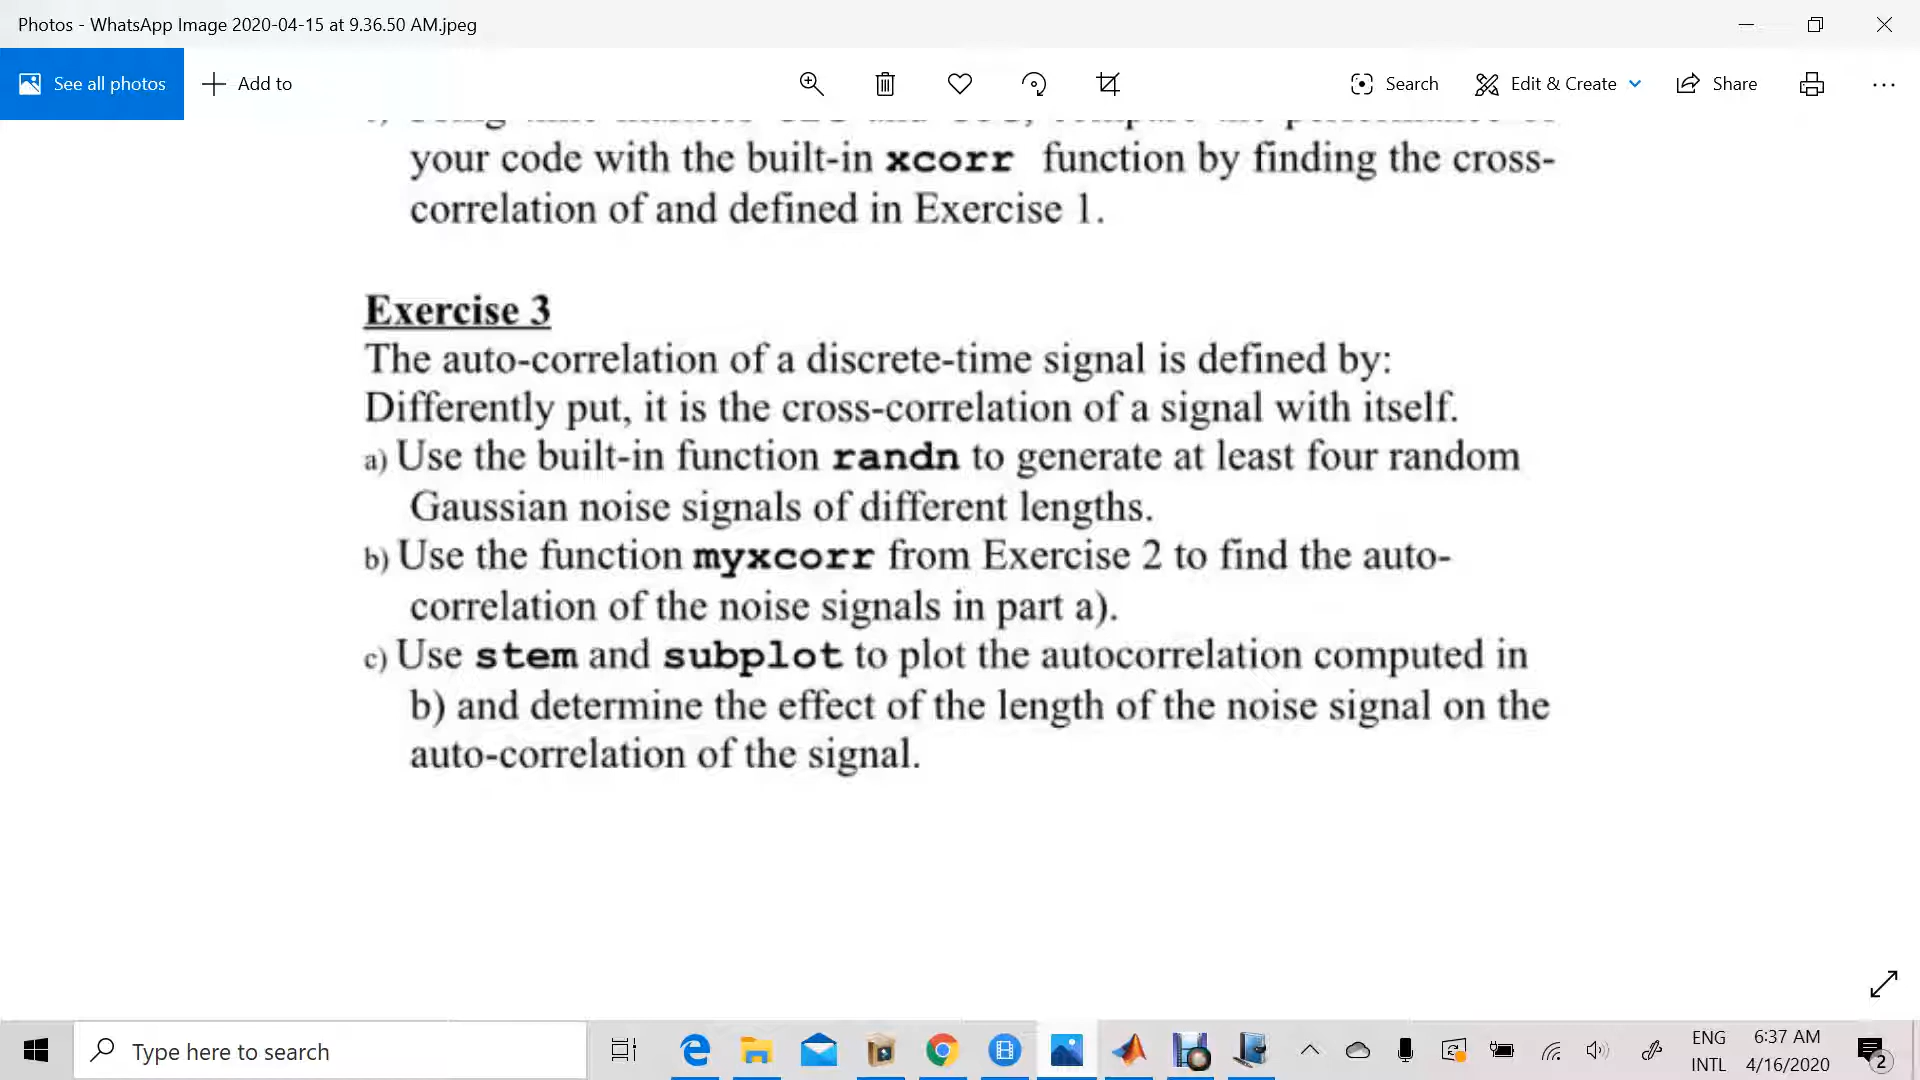 Photos - WhatsApp Image 2020-04-15 at 9.36.50 AM.jpeg
See all photos
Add to
Search
Edit & Create
Share
your code with the built-in xcorr function by finding the cross-
correlation of and defined in Exercise 1.
Exercise 3
The auto-correlation of a discrete-time signal is defined by:
Differently put, it is the cross-correlation of a signal with itself.
a) Use the built-in function randn to generate at least four random
Gaussian noise signals of different lengths.
b) Use the function myxcorr from Exercise 2 to find the auto-
correlation of the noise signals in part a).
c) Use stem and subplot to plot the autocorrelation computed in
b) and determine the effect of the length of the noise signal on the
auto-correlation of the signal.
Type here to search
ENG
INTL
6:37 AM
4/16/2020
2